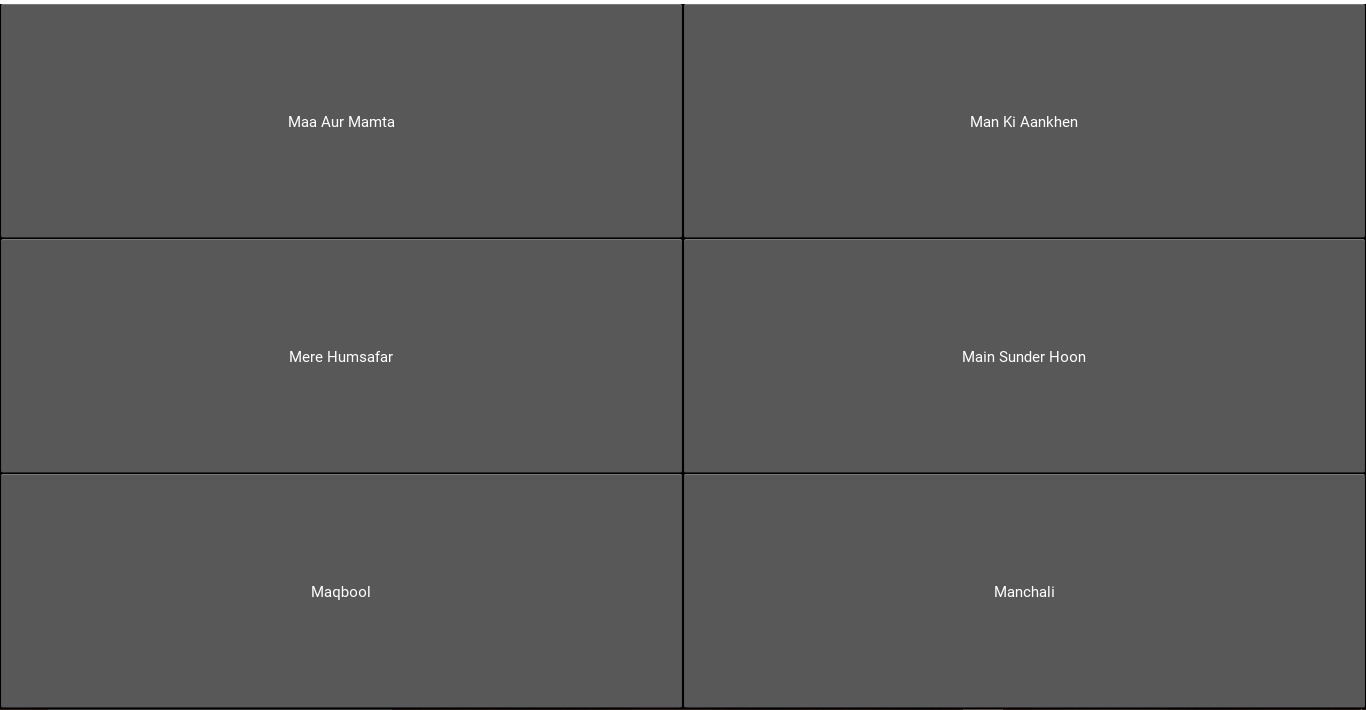 Maa Aur Mamta
Man Ki Aankhen
Mere Humsafar
Main Sunder Hoon
Maqbool
Manchali